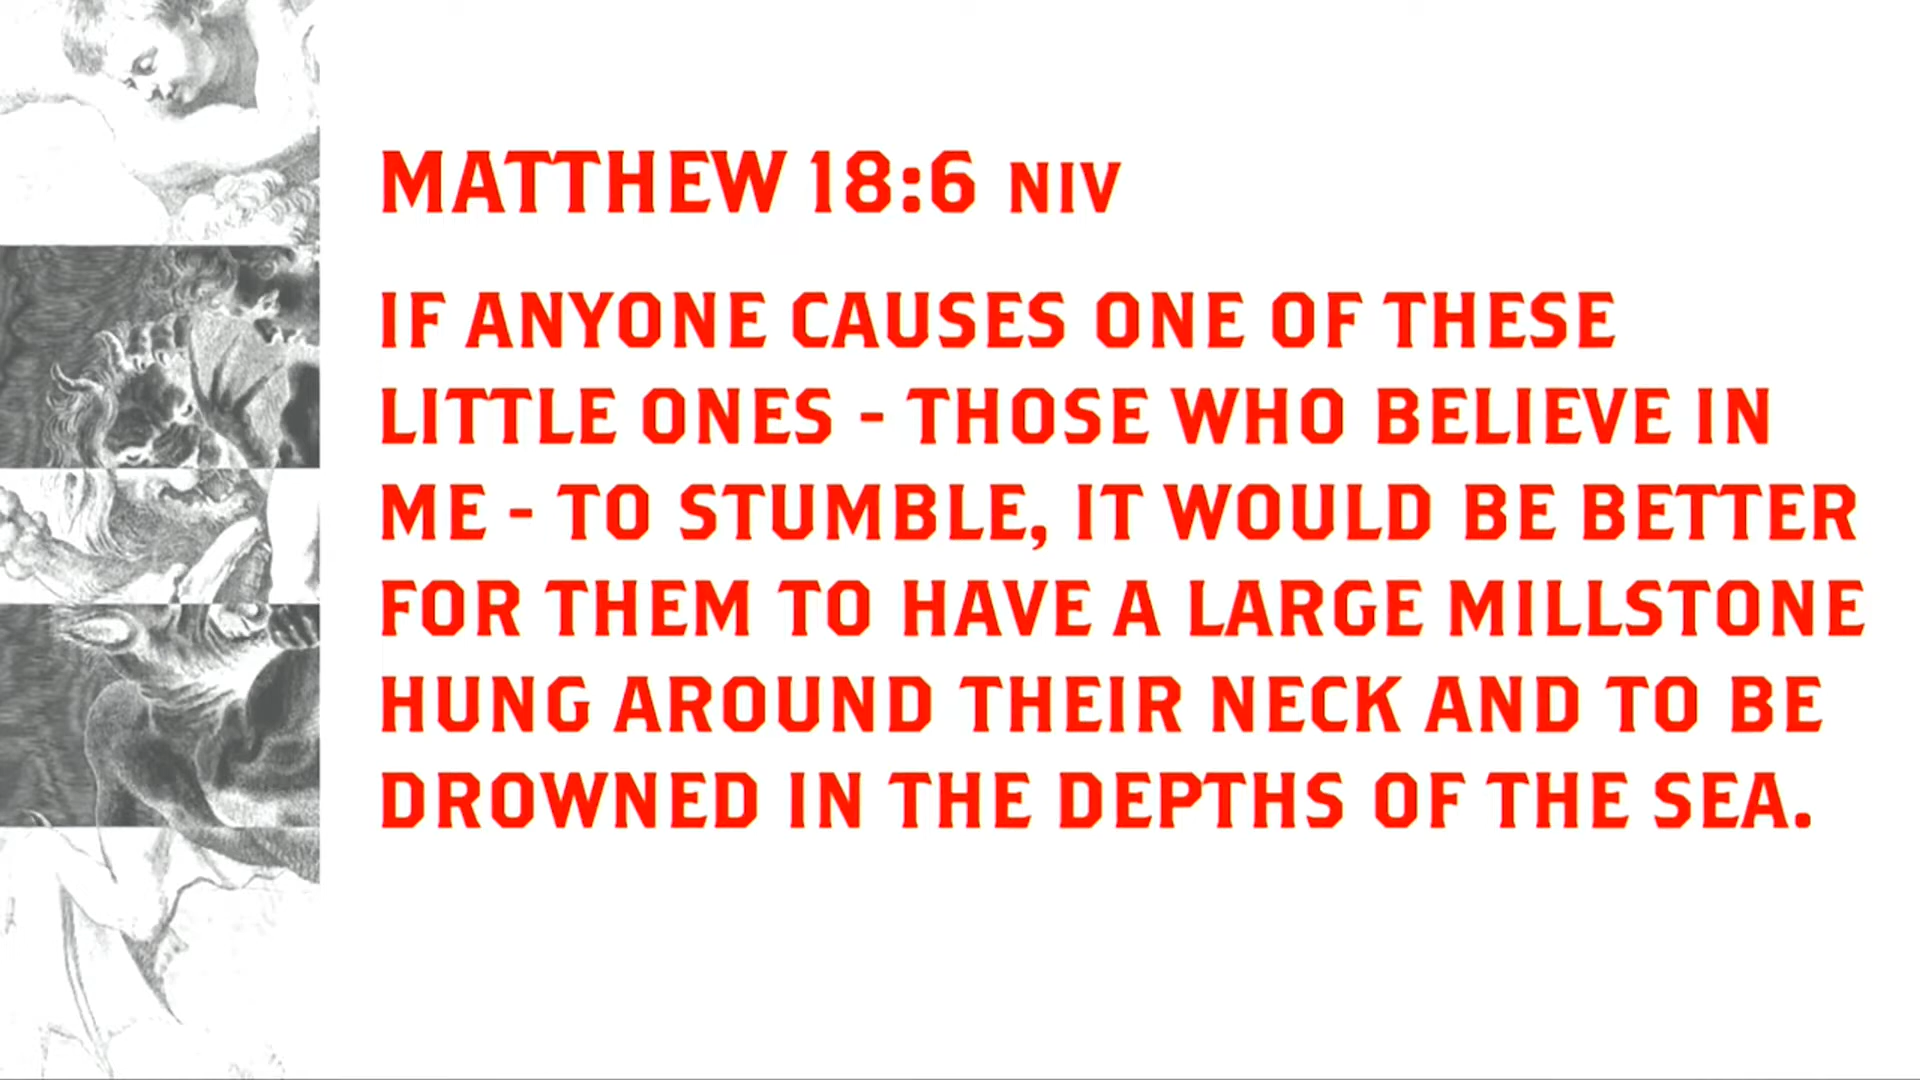 MATTHEW 18:6 NIV
IF ANYONE CAUSES ONE OF THESE
LITTLE ONES - THOSE WHO BELIEVE IN
ME - TO STUMBLE, IT WOULD BE BETTER
FOR THEM TO HAVE A LARGE MILLSTONE
HUNG AROUND THEIR NECK AND TO BE
DROWNED IN THE DEPTHS OF THE SEA.